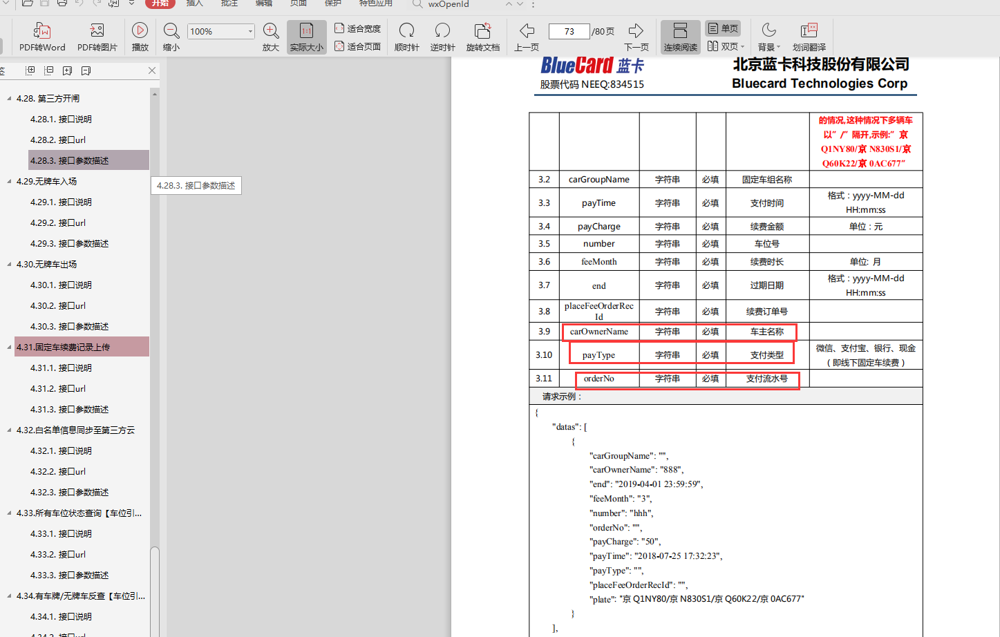 开始 插入 批注 编辑 页面 保护 特色应用 wxOpenId
PDF转Word PDF转图片 播放 缩小 100% 放大 1:1 实际大小 适合宽度 适合页面 顺时针 逆时针 旋转文档 上一页 73 /80页 下一页 连续阅读 单页 双页 背景 划词翻译
签
4.28. 第三方开闸
4.28.1. 接口说明
4.28.2. 接口url
4.28.3. 接口参数描述
4.29.无牌车入场
4.28.3. 接口参数描述
4.29.1. 接口说明
4.29.2. 接口url
4.29.3. 接口参数描述
4.30.无牌车出场
4.30.1. 接口说明
4.30.2. 接口url
4.30.3. 接口参数描述
4.31.固定车续费记录上传
4.31.1. 接口说明
4.31.2. 接口url
4.31.3. 接口参数描述
4.32.白名单信息同步至第三方云
4.32.1. 接口说明
4.32.2. 接口url
4.32.3. 接口参数描述
4.33.所有车位状态查询【车位引...
4.33.1. 接口说明
4.33.2. 接口url
4.33.3. 接口参数描述
4.34.有车牌/无牌车反查【车位引...
4.34.1. 接口说明
4.34.2. 接口url
BlueCard 蓝卡 北京蓝卡科技股份有限公司
股票代码 NEEQ:834515 Bluecard Technologies Corp
的情况,这种情况下多辆车
以" /" 隔开,示例:" 京
Q1NY80/京 N830S1/京
Q60K22/京 0AC677"
3.2 carGroupName 字符串 必填 固定车组名称
3.3 payTime 字符串 必填 支付时间 格式：yyyy-MM-dd
HH:mm:ss
3.4 payCharge 字符串 必填 续费金额 单位：元
3.5 number 字符串 必填 车位号
3.6 feeMonth 字符串 必填 续费时长 单位: 月
3.7 end 字符串 必填 过期日期 格式：yyyy-MM-dd
HH:mm:ss
3.8 placeFeeOrderRec 字符串 必填 续费订单号
Id
3.9 carOwnerName 字符串 必填 车主名称
3.10 payType 字符串 必填 支付类型 微信、支付宝、银行、现金
（即线下固定车续费）
3.11 orderNo 字符串 必填 支付流水号
请求示例：
{
"datas": [
{
"carGroupName": "",
"carOwnerName": "888",
"end": "2019-04-01 23:59:59",
"feeMonth": "3",
"number": "hhh",
"orderNo": "",
"payCharge": "50",
"payTime": "2018-07-25 17:32:23",
"payType": "",
"placeFeeOrderRecId": "",
"plate": "京 Q1NY80/京 N830S1/京 Q60K22/京 0AC677"
}
],